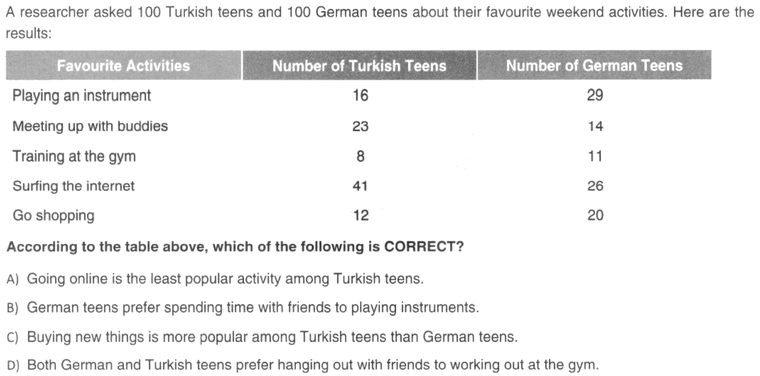 A researcher asked 100 Turkish teens and 100 German teens about their favourite weekend activities. Here are the
results:
Favourite Activities Number of Turkish Teens Number of German Teens
Playing an instrument 16 29
Meeting up with buddies 23 14
Training at the gym 8 11
Surfing the internet 41 26
Go shopping 12 20
According to the table above, which of the following is CORRECT?
A) Going online is the least popular activity among Turkish teens.
B) German teens prefer spending time with friends to playing instruments.
C) Buying new things is more popular among Turkish teens than German teens.
D) Both German and Turkish teens prefer hanging out with friends to working out at the gym.